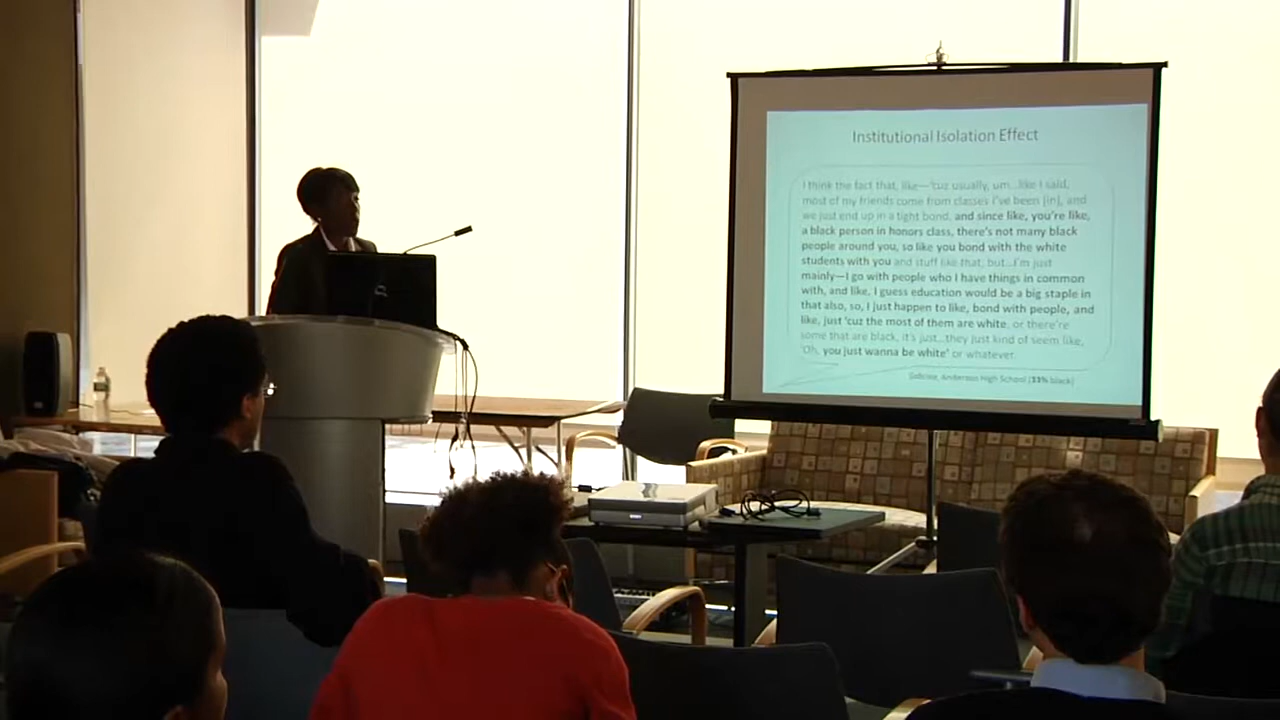 Institutional Isolation Effect
I think the fact that, like—'cuz usually, um...like I said,
most of my friends come from classes I've been [in], and
we just end up in a tight bond, and since like, you're like,
a black person in honors class, there's not many black
people around you, so like you bond with the white
students with you and stuff like that, but...I'm just
mainly—I go with people who I have things in common
with, and like, I guess education would be a big staple in
that also, so, I just happen to like, bond with people, and
like, just 'cuz the most of them are white, or there're
some that are black, it's just...they just kind of seem like,
'Oh, you just wanna be white' or whatever.
Anderson High School (33% black)